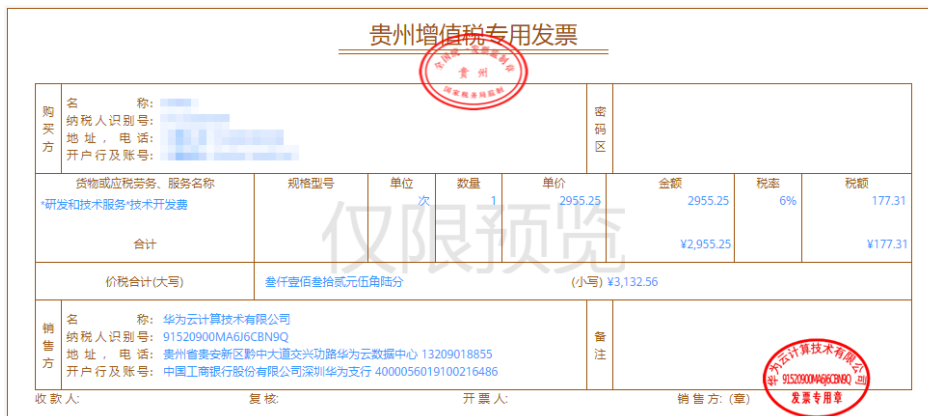 贵州增值税专用发票
全国统一发票监制章
贵州
国家税务局监制
购买方
名称:
纳税人识别号:
地址，电话:
开户行及账号:
密码区
货物或应税劳务、服务名称 规格型号 单位 数量 单价 金额 税率 税额
*研发和技术服务*技术开发费 次 1 2955.25 2955.25 6% 177.31
仅限预览
合计 ¥2,955.25 ¥177.31
价税合计(大写) 叁仟壹佰叁拾贰元伍角陆分 (小写) ¥3,132.56
销售方
名称: 华为云计算技术有限公司
纳税人识别号: 91520900MA6J6CBN9Q
地址，电话: 贵州省贵安新区黔中大道交兴功路华为云数据中心 13209018855
开户行及账号: 中国工商银行股份有限公司深圳华为支行 4000056019100216486
备注
华为云计算技术有限公司
91520900MA6J6CBN9Q
发票专用章
收款人: 复核: 开票人: 销售方: (章)